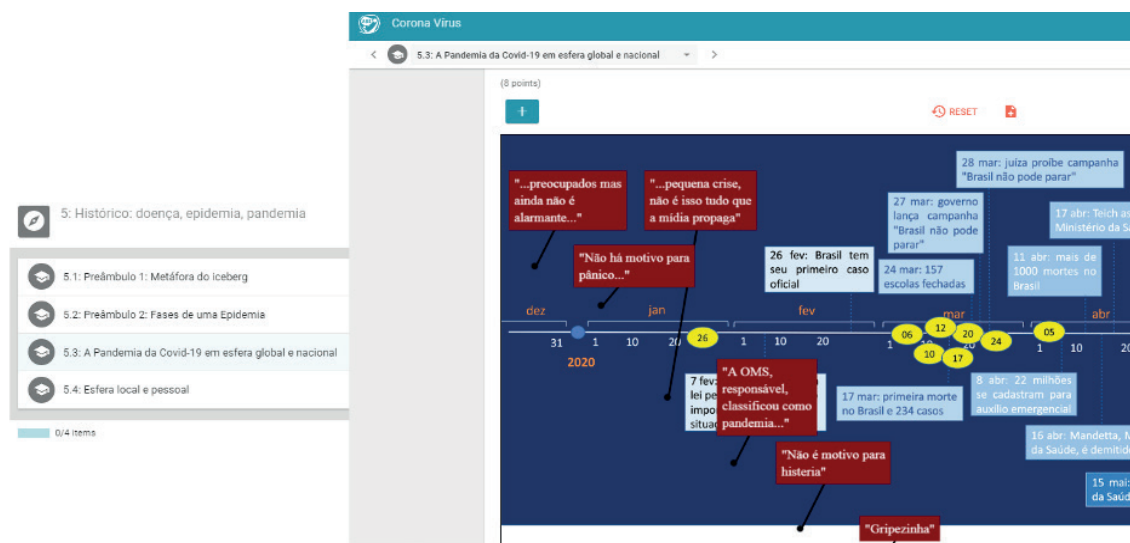 Corona Vírus
5.3: A Pandemia da Covid-19 em esfera global e nacional
(8 points)
+
RESET
5: Histórico: doença, epidemia, pandemia
5.1: Preâmbulo 1: Metáfora do iceberg
5.2: Preâmbulo 2: Fases de uma Epidemia
5.3: A Pandemia da Covid-19 em esfera global e nacional
5.4: Esfera local e pessoal
0/4 items
"...preocupados mas
ainda não é
alarmante..."
"...pequena crise,
não é isso tudo que
a mídia propaga"
"Não há motivo para
pânico..."
28 mar: juíza proíbe campanha
"Brasil não pode parar"
27 mar: governo
lança campanha
"Brasil não pode
parar"
17 abr: Teich as
Ministério da Sa
26 fev: Brasil tem
seu primeiro caso
oficial
24 mar: 157
escolas fechadas
11 abr: mais de
1000 mortes no
Brasil
dez
jan
fev
mar
abr
31
1
10
20
26
1
10
20
1
06
12
20
24
10
17
1
05
10
20
2020
7 fev:
lei pe
impo
situaç
"A OMS,
responsável,
classificou como
pandemia..."
17 mar: primeira morte
no Brasil e 234 casos
8 abr: 22 milhões
se cadastram para
auxílio emergencial
16 abr: Mandetta, M
da Saúde, é demitido
"Não é motivo para
histeria"
15 mai:
da Saúd
"Gripezinha"